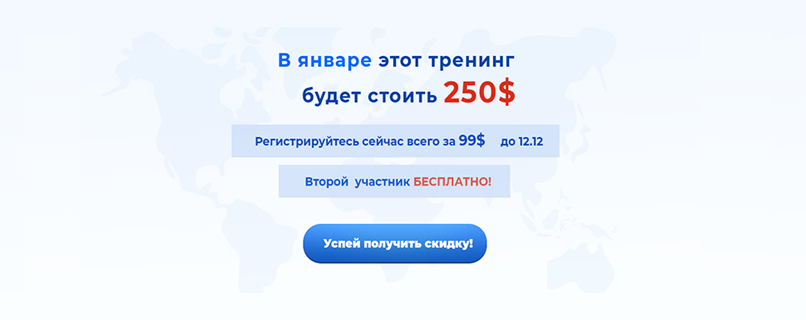 В январе этот тренинг
будет стоить 250$
Регистрируйтесь сейчас всего за 99$ до 12.12
Второй участник БЕСПЛАТНО!
Успей получить скидку!